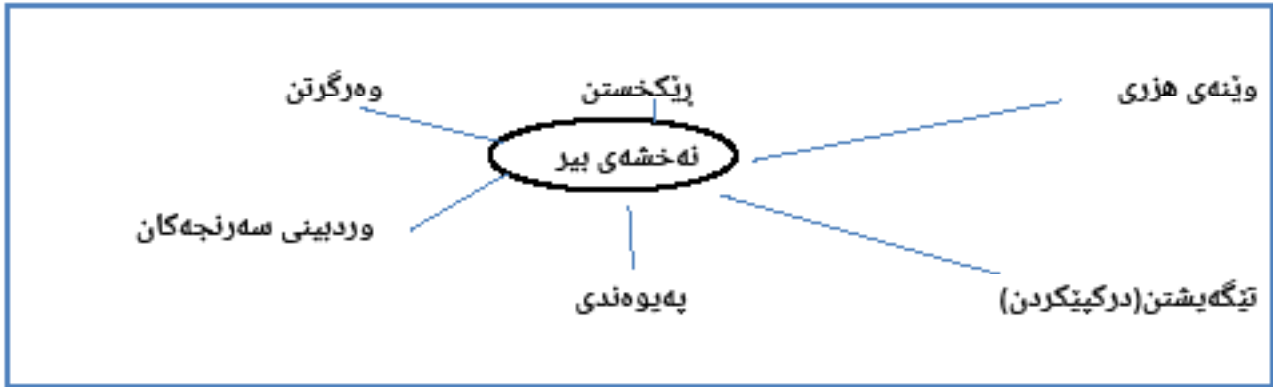 وێنەی هزری
ڕێکخستن
وەرگرتن
نەخشەی بیر
وردبینی سەرنجەکان
تێگەیشتن(درکپێکردن)
پەیوەندی